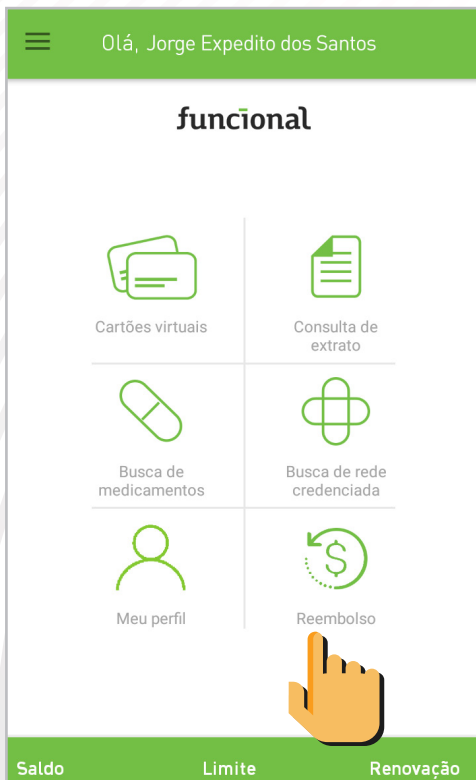 Olá, Jorge Expedito dos Santos
funcional
Cartões virtuais
Consulta de
extrato
Busca de
medicamentos
Busca de rede
credenciada
Meu perfil
Reembolso
Saldo
Limite
Renovação